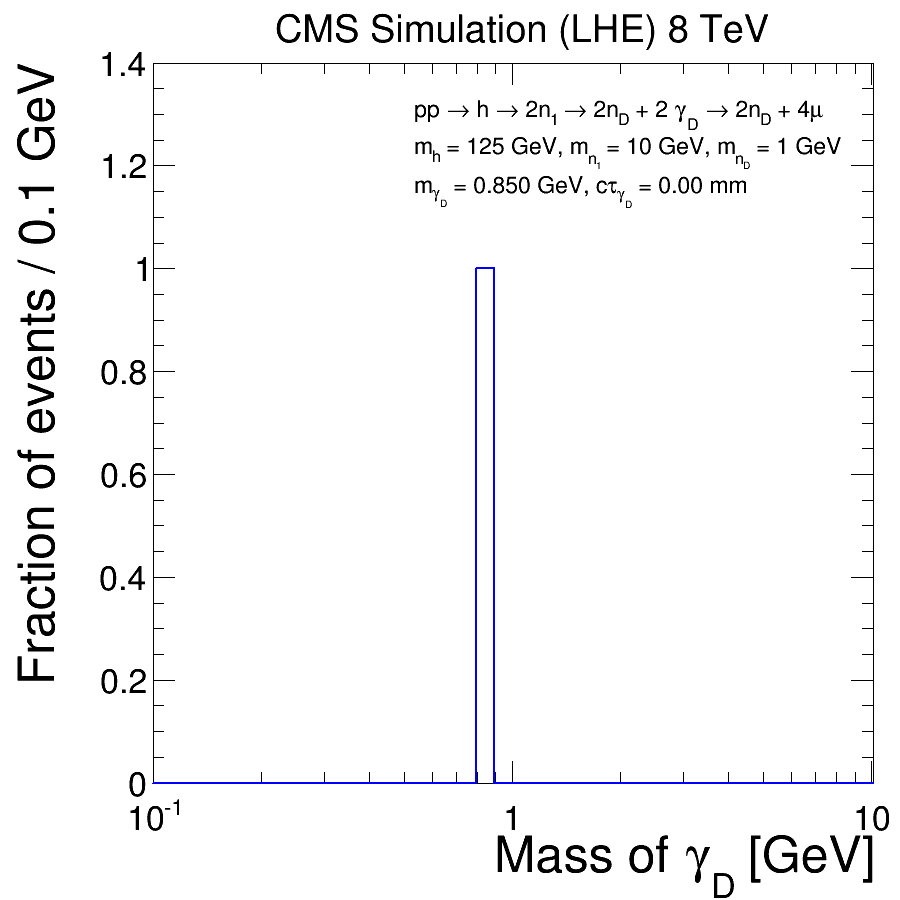 CMS Simulation (LHE) 8 TeV
Fraction of events / 0.1 GeV
1.4
1.2
1
0.8
0.6
0.4
0.2
0
pp → h → 2n₁ → 2n_D + 2 γ_D → 2n_D + 4μ
m_h = 125 GeV, m_n₁ = 10 GeV, m_n_D = 1 GeV
m_γ_D = 0.850 GeV, cτ_γ_D = 0.00 mm
10⁻¹ 1 10
Mass of γ_D [GeV]